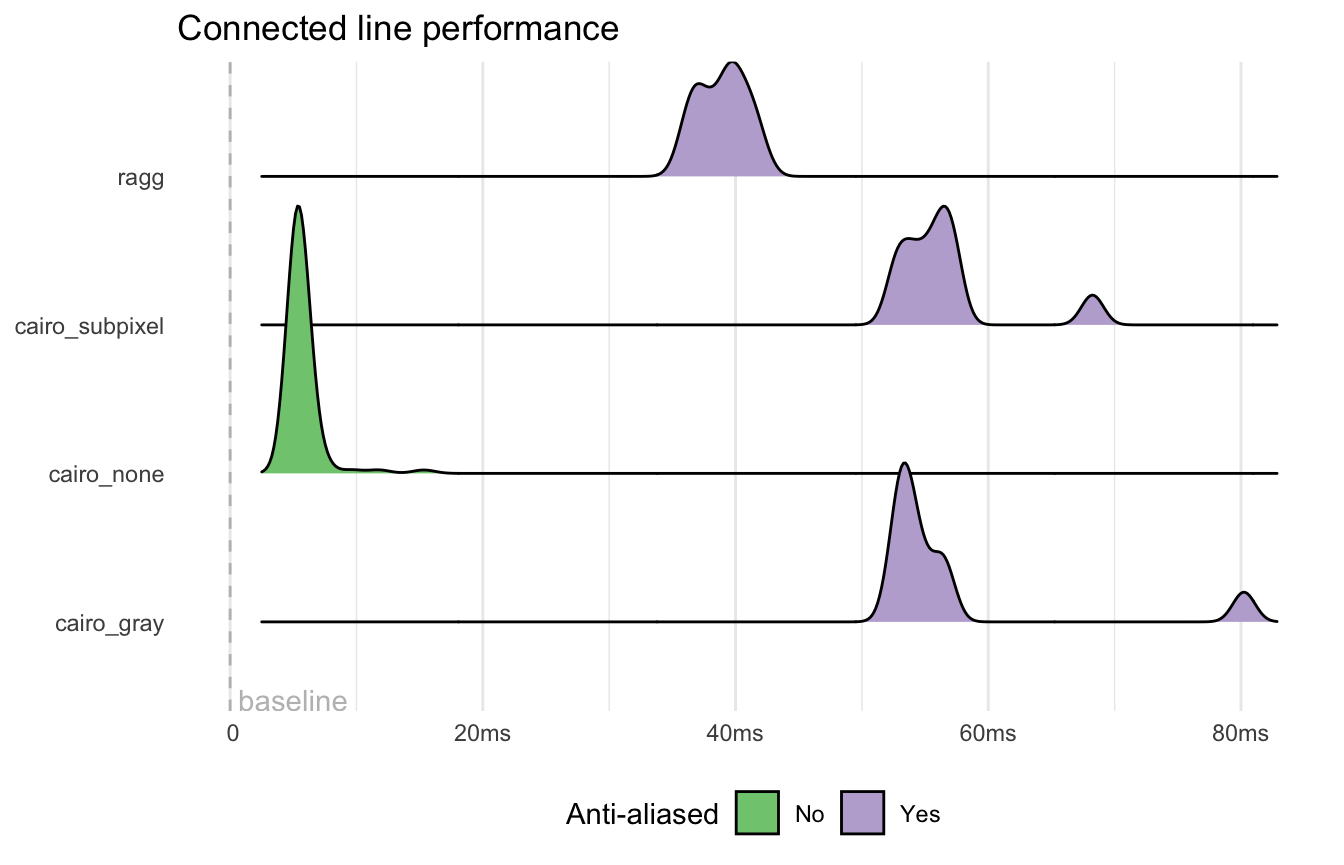 Connected line performance
ragg
cairo_subpixel
cairo_none
cairo_gray
baseline
0 20ms 40ms 60ms 80ms
Anti-aliased No Yes